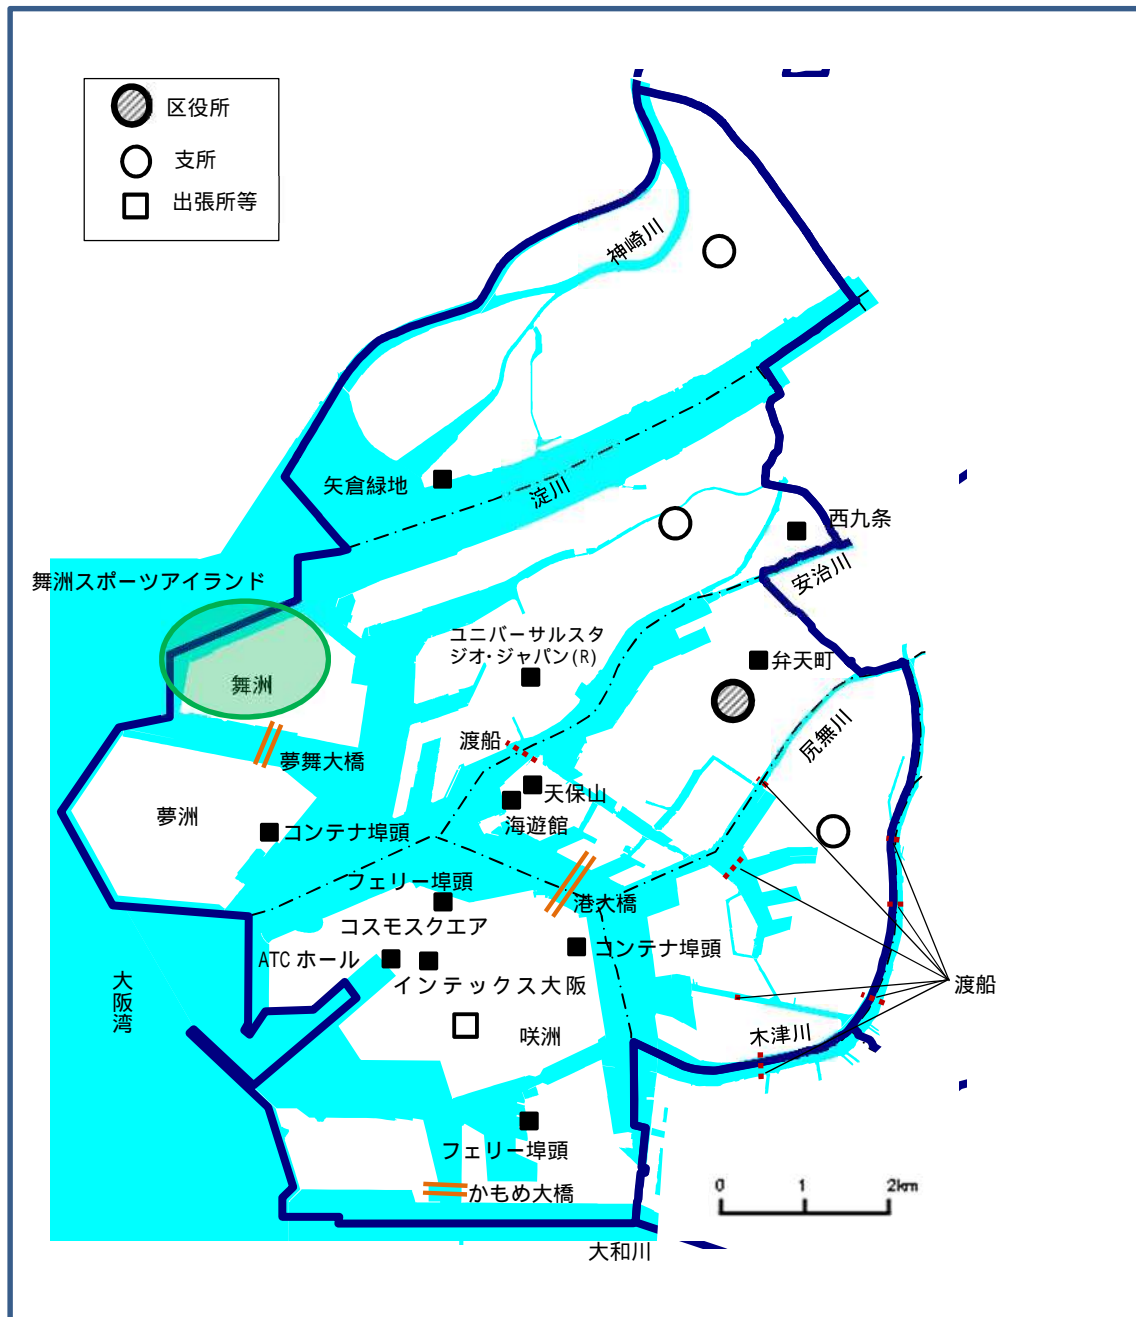 区役所
支所
出張所等
神崎川
矢倉緑地
淀川
西九条
安治川
舞洲スポーツアイランド
ユニバーサルスタ
ジオ･ジャパン(R)
弁天町
舞洲
尻無川
渡船
夢舞大橋
天保山
夢洲
海遊館
コンテナ埠頭
フェリー埠頭
港大橋
コスモスクエア
コンテナ埠頭
ATCホール
インテックス大阪
大阪湾
渡船
咲洲
木津川
フェリー埠頭
かもめ大橋
0 1 2km
大和川